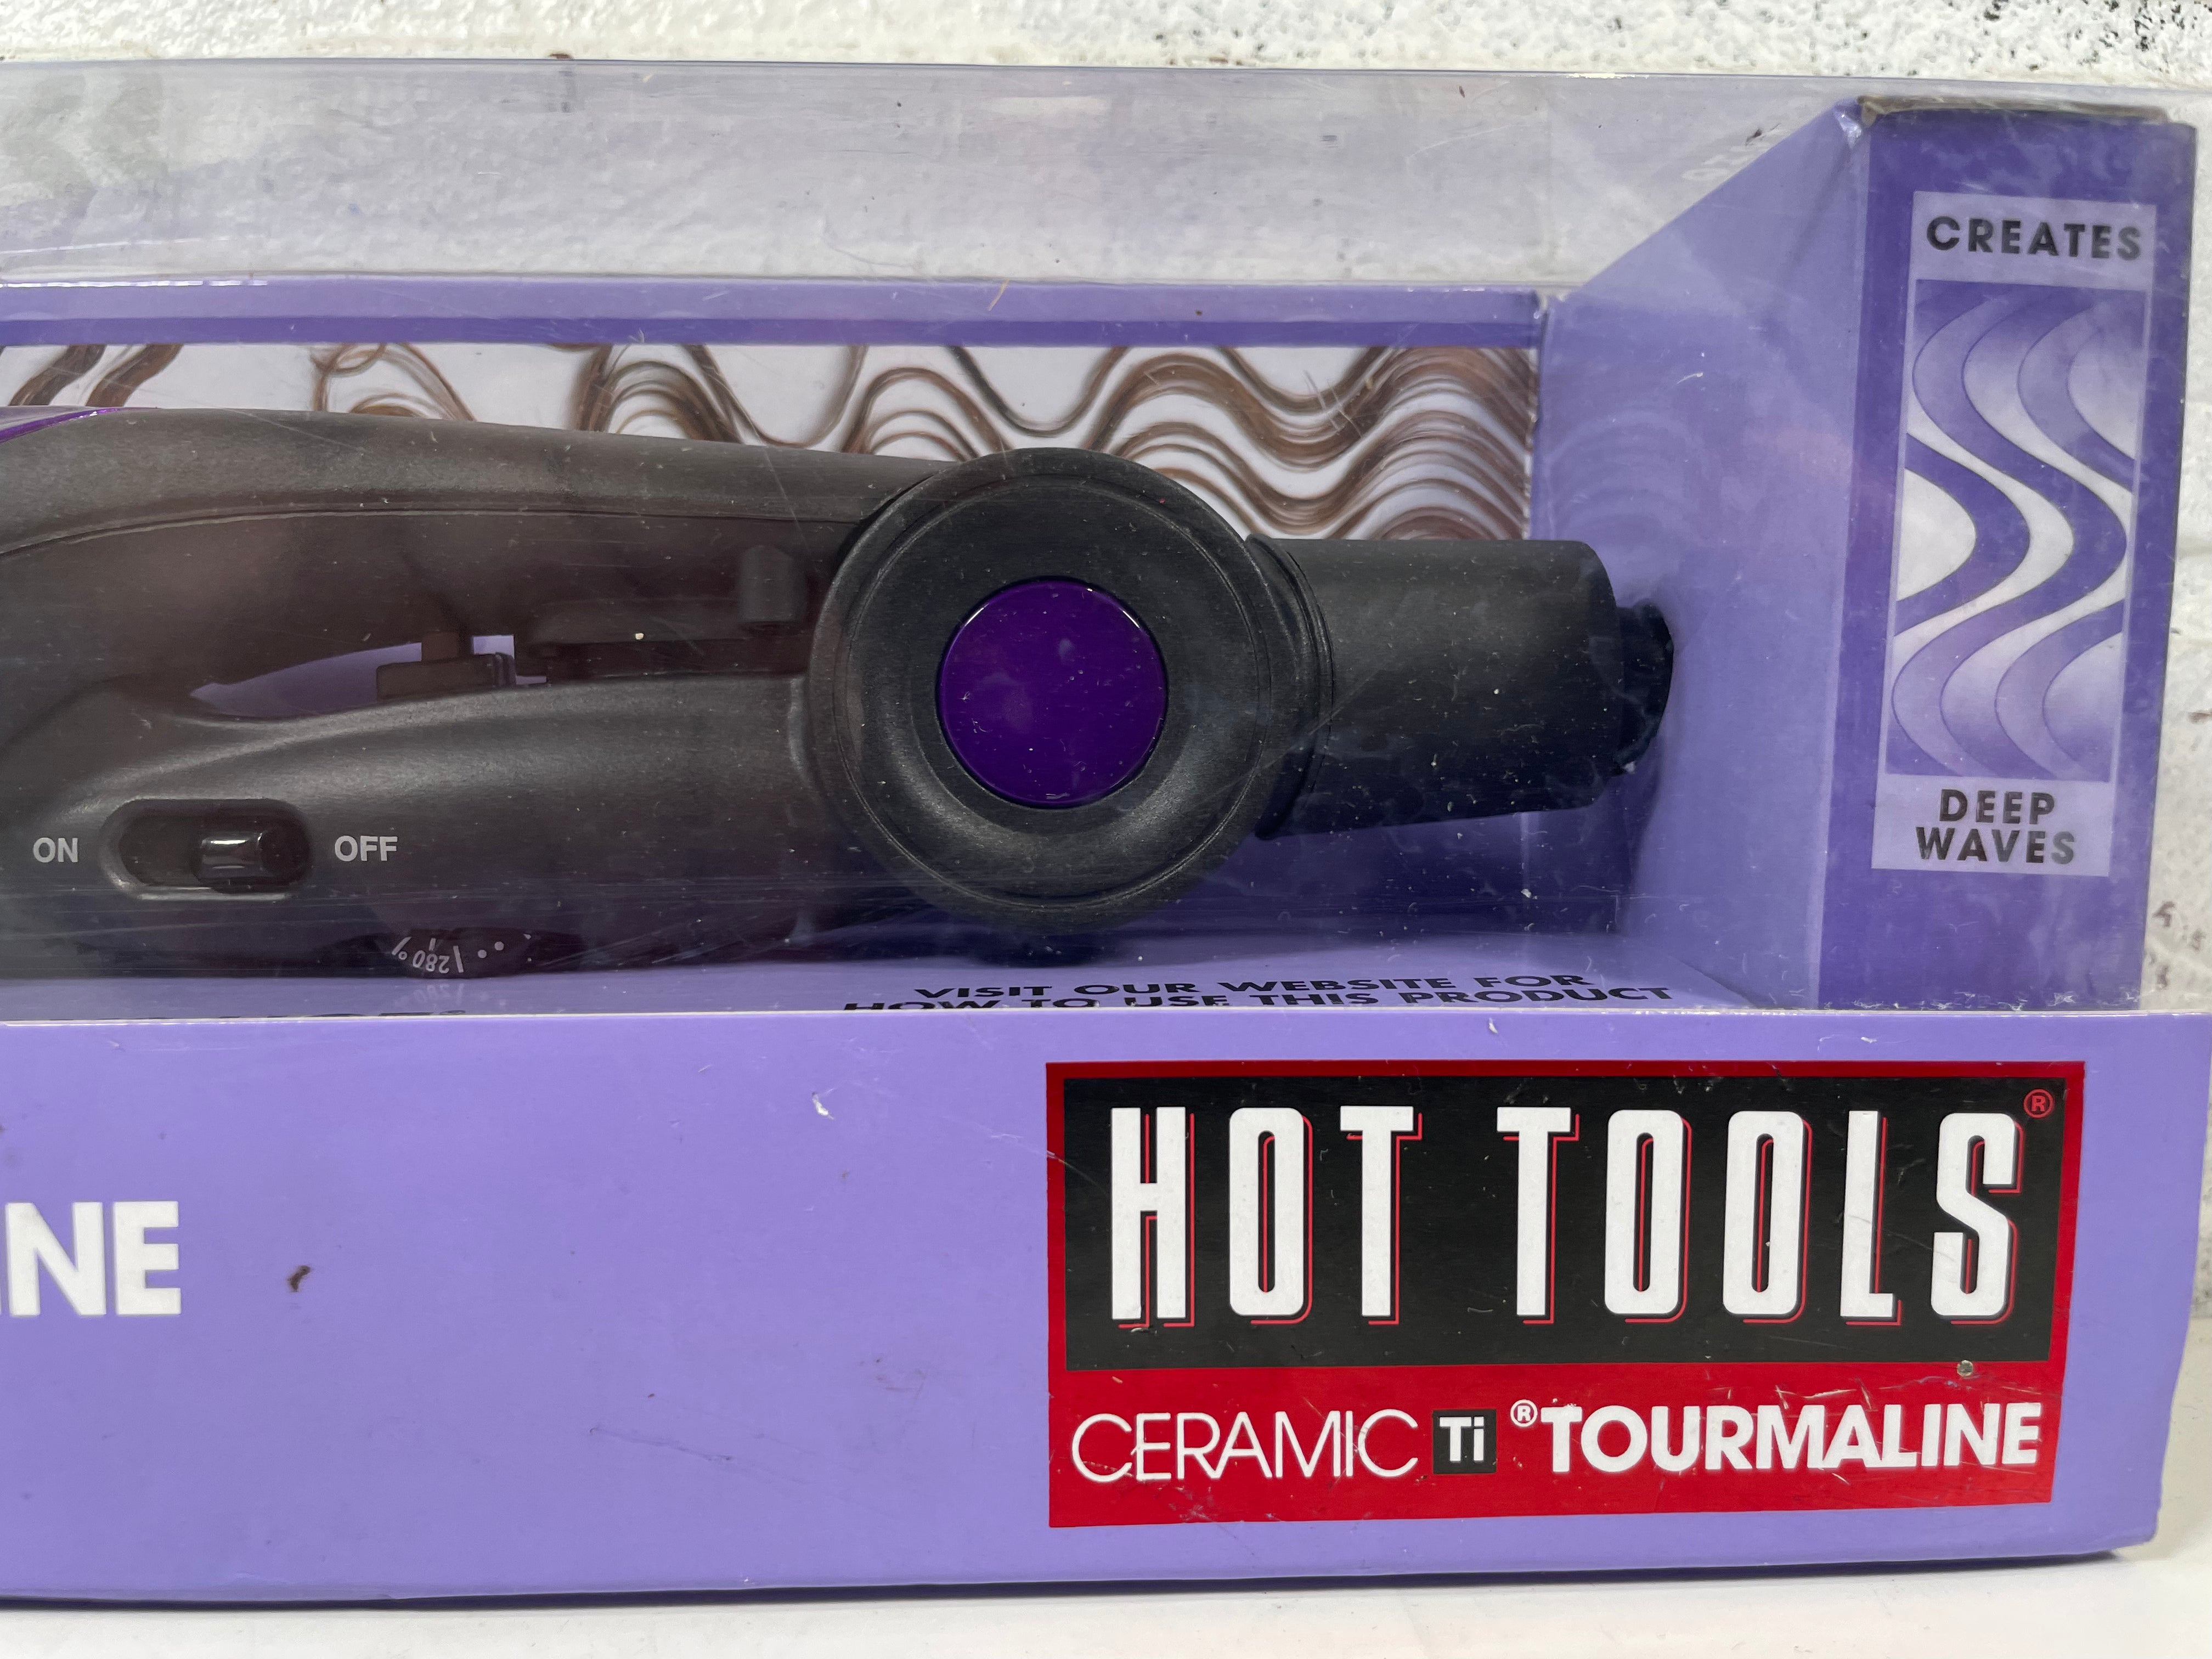 CREATES
DEEP
WAVES
ON
OFF
280°
VISIT OUR WEBSITE FOR
HOW TO USE THIS PRODUCT
INE
HOT TOOLS®
CERAMIC Ti ®TOURMALINE